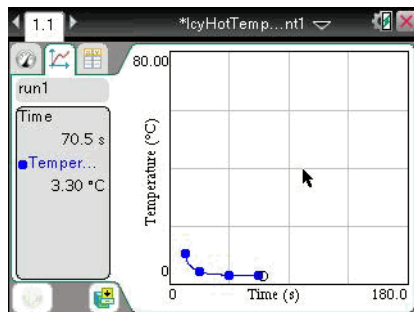 1.1 *IcyHotTemp...nt1
run1
Time
70.5 s
Temper...
3.30 °C
80.00
Temperature (°C)
0
0 Time (s) 180.0